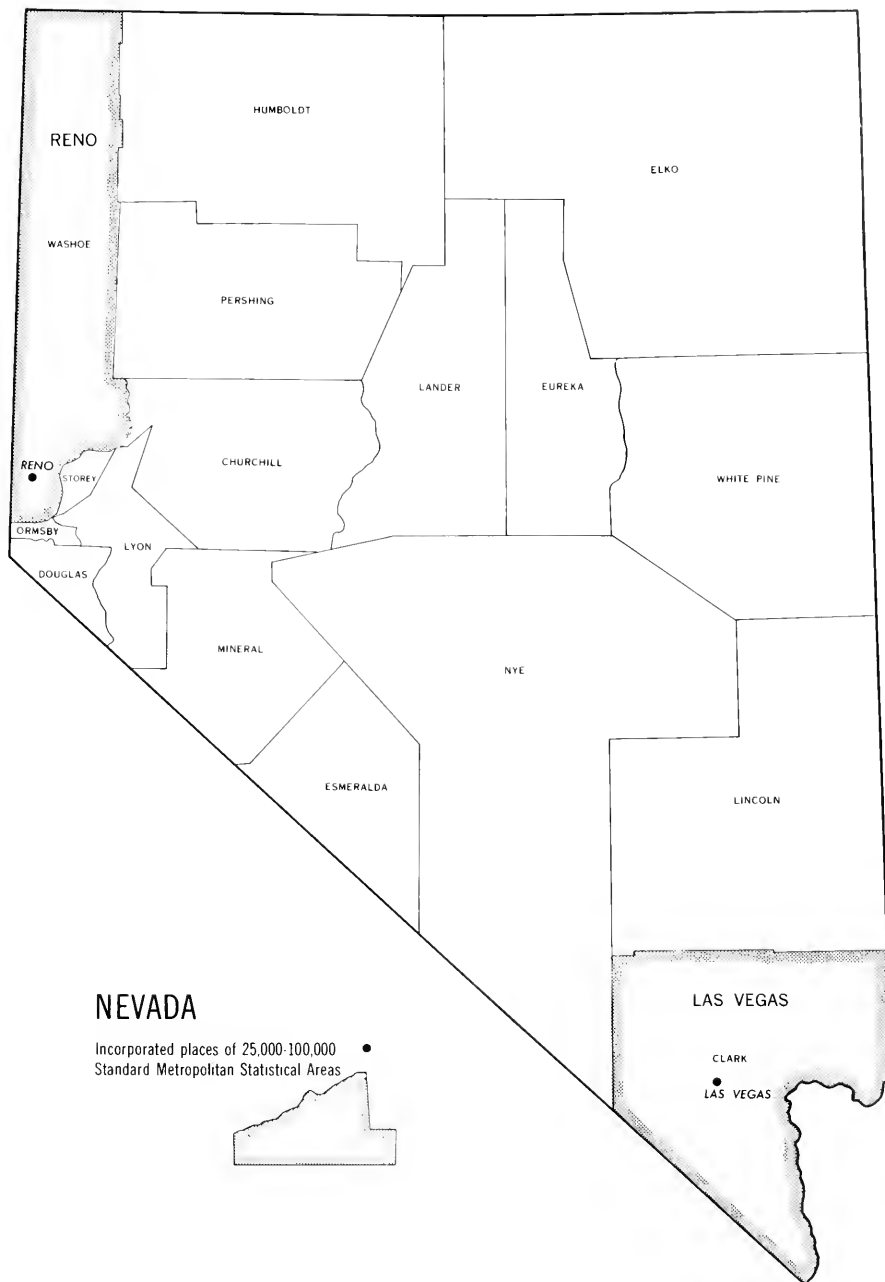 HUMBOLDT
RENO
ELKO
WASHOE
PERSHING
LANDER
EUREKA
CHURCHILL
RENO
STOREY
WHITE PINE
ORMSBY
LYON
DOUGLAS
MINERAL
NYE
ESMERALDA
LINCOLN
LAS VEGAS
NEVADA
Incorporated places of 25,000-100,000
Standard Metropolitan Statistical Areas
CLARK
LAS VEGAS